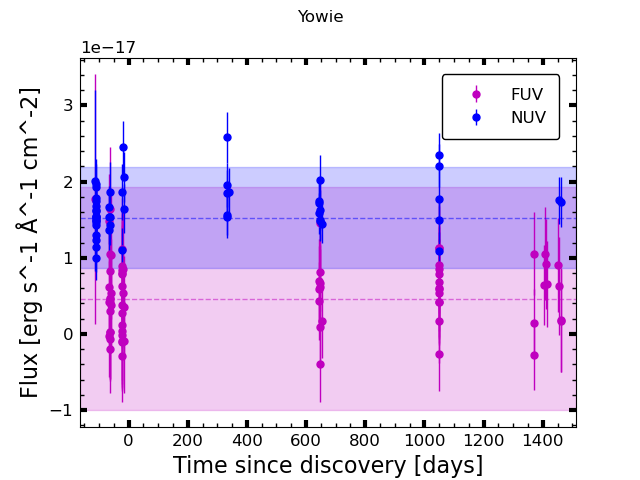 Yowie
1e−17
FUV
NUV
3
2
1
0
−1
Flux [erg s^-1 Å^-1 cm^-2]
0 200 400 600 800 1000 1200 1400
Time since discovery [days]